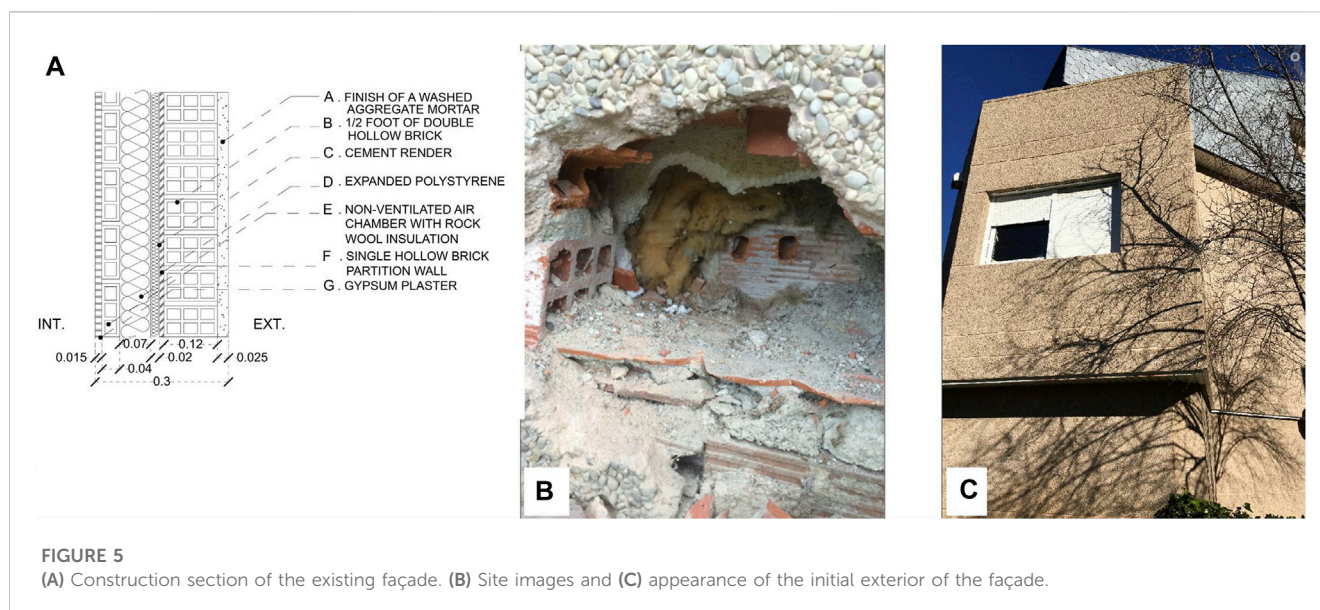 A
A . FINISH OF A WASHED
AGGREGATE MORTAR
B . 1/2 FOOT OF DOUBLE
HOLLOW BRICK
C . CEMENT RENDER
D . EXPANDED POLYSTYRENE
E . NON-VENTILATED AIR
CHAMBER WITH ROCK
WOOL INSULATION
F . SINGLE HOLLOW BRICK
PARTITION WALL
G . GYPSUM PLASTER
INT.
EXT.
0.07 0.12
0.015 0.02 0.025
0.04
0.3
B
C
FIGURE 5
(A) Construction section of the existing façade. (B) Site images and (C) appearance of the initial exterior of the façade.